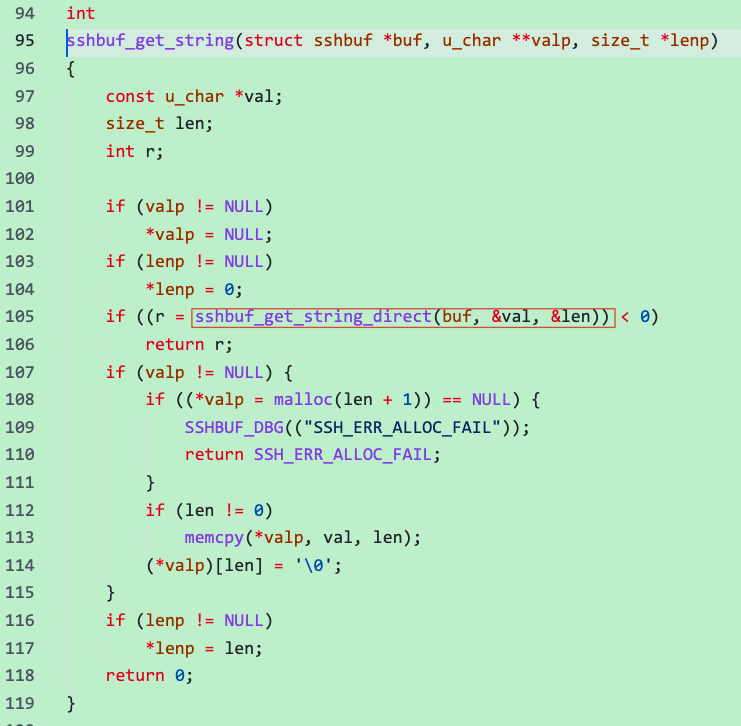 94 int
95 sshbuf_get_string(struct sshbuf *buf, u_char **valp, size_t *lenp)
96 {
97     const u_char *val;
98     size_t len;
99     int r;
100
101     if (valp != NULL)
102         *valp = NULL;
103     if (lenp != NULL)
104         *lenp = 0;
105     if ((r = sshbuf_get_string_direct(buf, &val, &len)) < 0)
106         return r;
107     if (valp != NULL) {
108         if ((*valp = malloc(len + 1)) == NULL) {
109             SSHBUF_DBG(("SSH_ERR_ALLOC_FAIL"));
110             return SSH_ERR_ALLOC_FAIL;
111         }
112         if (len != 0)
113             memcpy(*valp, val, len);
114         (*valp)[len] = '\0';
115     }
116     if (lenp != NULL)
117         *lenp = len;
118     return 0;
119 }